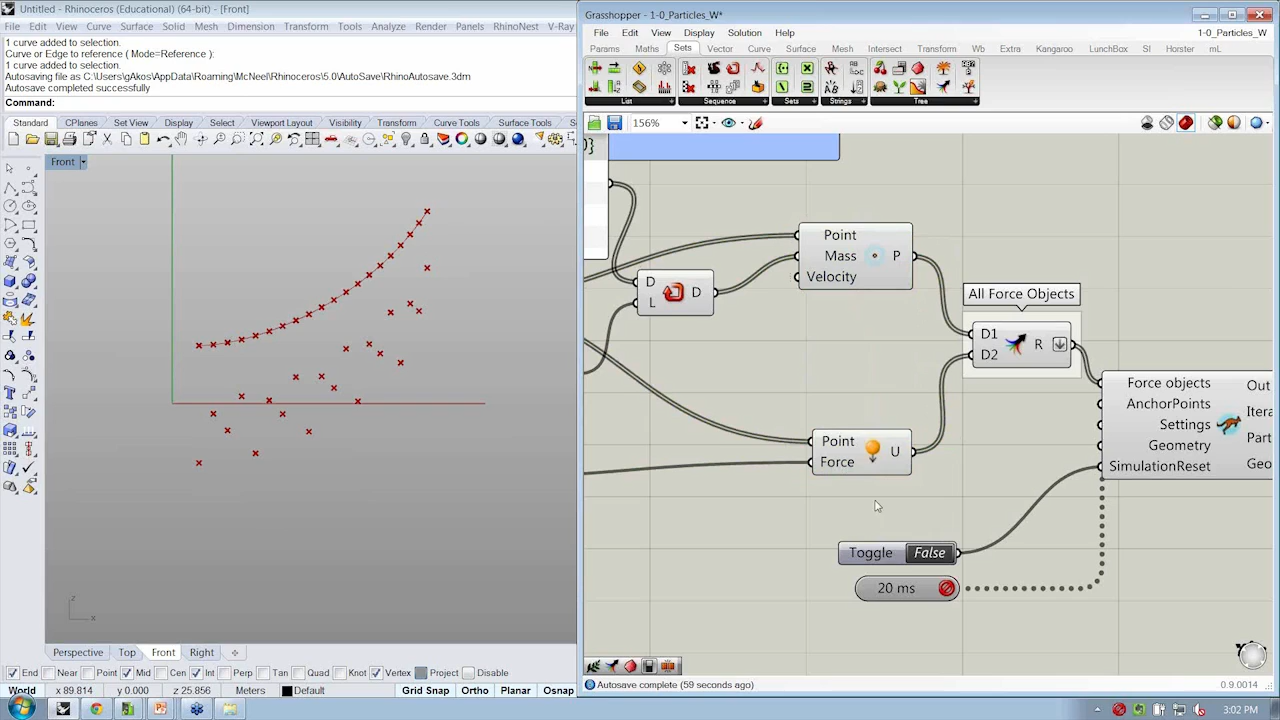 Untitled - Rhinoceros (Educational) (64-bit) - [Front]
File Edit View Curve Surface Solid Mesh Dimension Transform Tools Analyze Render Panels RhinoNest V-Ray
1 curve added to selection.
Curve or Edge to reference ( Mode=Reference ):
1 curve added to selection.
Autosaving file as C:\Users\gAkos\AppData\Roaming\McNeel\Rhinoceros\5.0\AutoSave\RhinoAutosave.3dm
Autosave completed successfully
Command:
Standard CPlanes Set View Display Select Viewport Layout Visibility Transform Curve Tools Surface Tools
Front
z
x
Perspective Top Front Right
End Near Point Mid Cen Int Perp Tan Quad Knot Vertex Project Disable
World x 89.814 y 0.000 z 25.856 Meters Default Grid Snap Ortho Planar Osnap
Grasshopper - 1-0_Particles_W*
File Edit View Display Solution Help
1-0_Particles_W*
Params Maths Sets Vector Curve Surface Mesh Intersect Transform Wb Extra Kangaroo LunchBox SI Horster mL
List Sequence Sets Strings Tree
156%
Point
Mass
Velocity
P
D
L
D
All Force Objects
D1
D2
R
Point
Force
U
Force objects
AnchorPoints
Settings
Geometry
SimulationReset
Out
Toggle False
20 ms
Autosave complete (59 seconds ago)
0.9.0014
3:02 PM